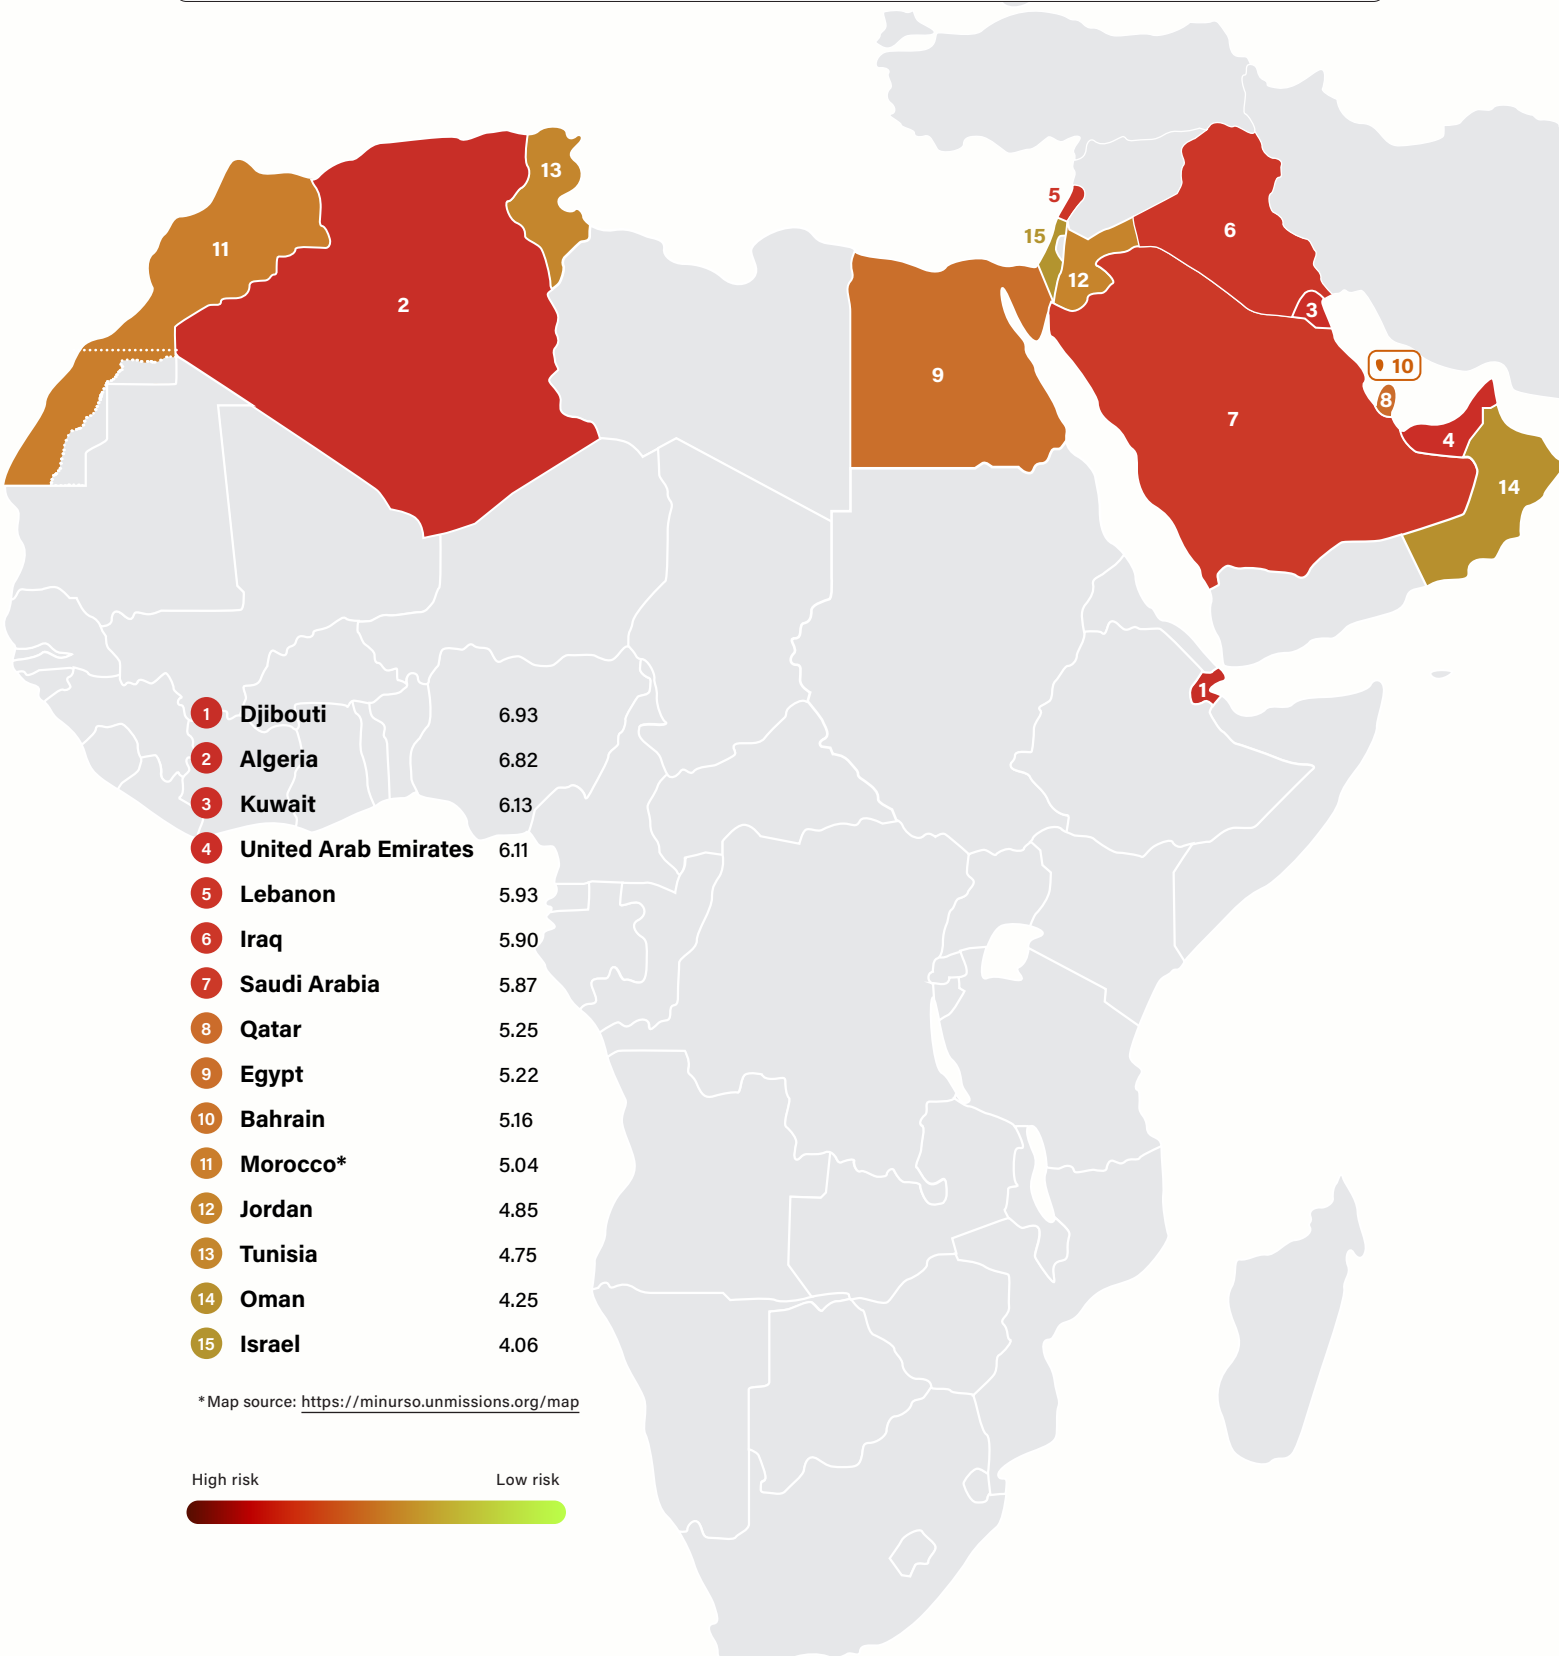 13
5
11
15
6
12
2
3
10
9
8
7
4
14
1
1 Djibouti 6.93
2 Algeria 6.82
3 Kuwait 6.13
4 United Arab Emirates 6.11
5 Lebanon 5.93
6 Iraq 5.90
7 Saudi Arabia 5.87
8 Qatar 5.25
9 Egypt 5.22
10 Bahrain 5.16
11 Morocco* 5.04
12 Jordan 4.85
13 Tunisia 4.75
14 Oman 4.25
15 Israel 4.06
*Map source: https://minurso.unmissions.org/map
High risk Low risk